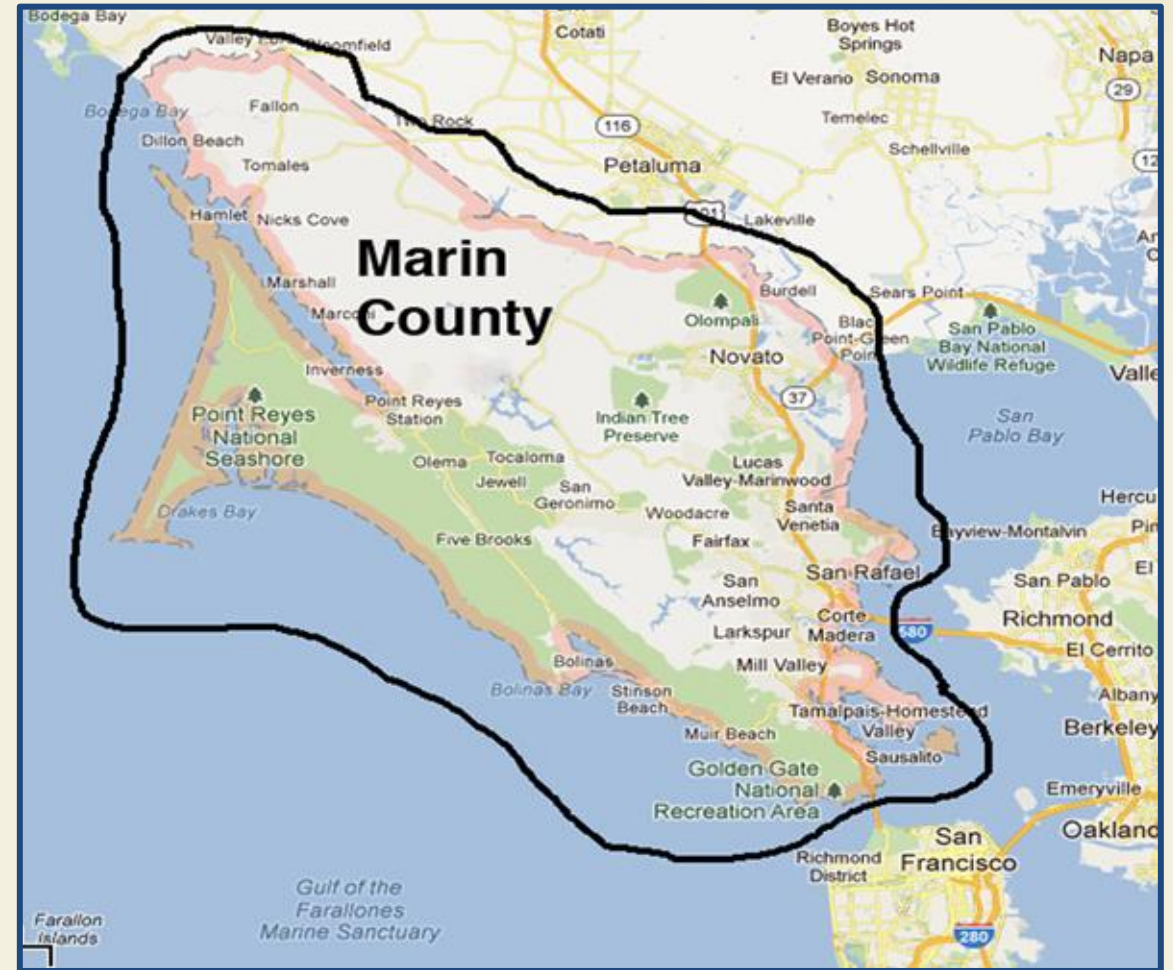 Bodega Bay
Cotati
Boyes Hot
Springs
Napa
Bloomfield
El Verano
Sonoma
29
Bodega Bay
Fallon
Temelec
116
Two Rock
Dillon Beach
Schellville
Tomales
Petaluma
12
Hamlet
Nicks Cove
101
Lakeville
Marin
County
Marshall
Burdell
Sears Point
Olompali
San Pablo
Bay National
Wildlife Refuge
Novato
Inverness
37
Point Reyes
Station
Point Reyes
National
Seashore
Indian Tree
Preserve
San
Pablo Bay
Olema
Tocaloma
Jewell
Lucas
Valley-Marinwood
San
Geronimo
Woodacre
Santa
Venetia
Drakes Bay
Five Brooks
Fairfax
Bayview-Montalvin
San Rafael
San Pablo
El
San
Anselmo
Richmond
Larkspur
Corte
Madera
580
El Cerrito
Mill Valley
Bolinas
Bolinas Bay
Stinson
Beach
Albany
Tamalpais-Homestead
Valley
Berkeley
Muir Beach
Sausalito
Golden Gate
National
Recreation Area
Emeryville
Oakland
San
Francisco
Richmond
District
Gulf of the
Farallones
Marine Sanctuary
Farallon
Islands
280